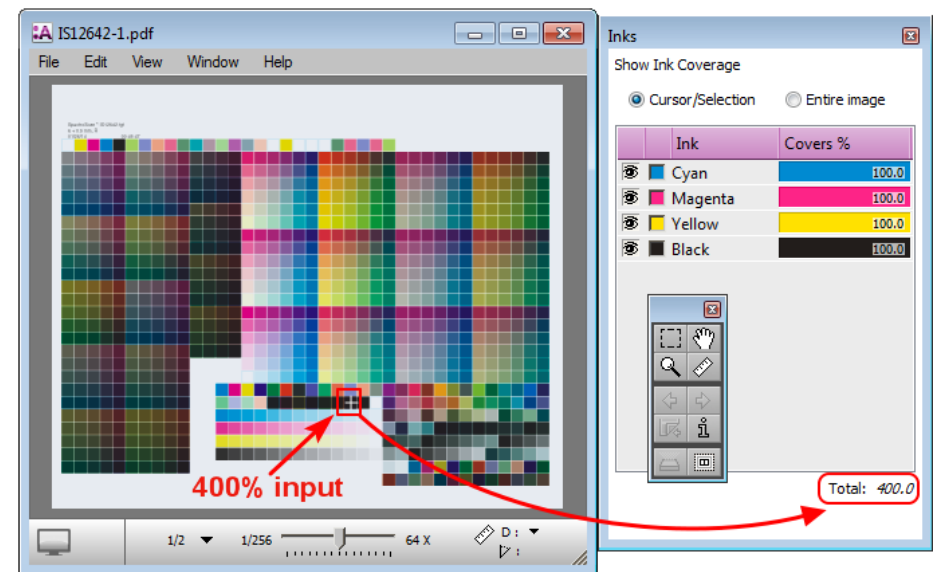 IS12642-1.pdf
File Edit View Window Help
400% input
1/2 1/256 64 X D :
:
Inks
Show Ink Coverage
Cursor/Selection Entire image
Ink Covers %
Cyan 100.0
Magenta 100.0
Yellow 100.0
Black 100.0
Total: 400.0